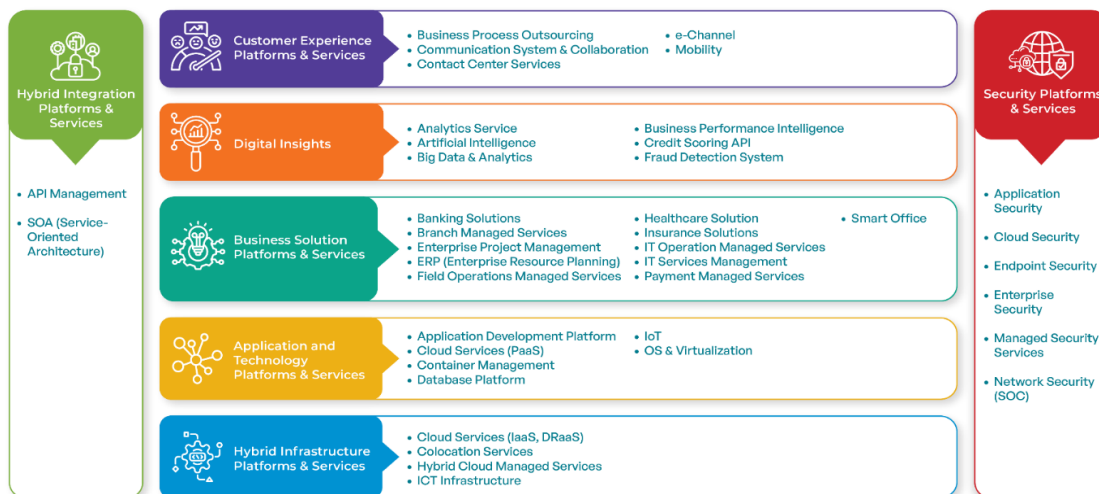 Hybrid Integration
Platforms &
Services
• API Management
• SOA (Service-
Oriented
Architecture)
Customer Experience
Platforms & Services
• Business Process Outsourcing
• Communication System & Collaboration
• Contact Center Services
• e-Channel
• Mobility
Digital Insights
• Analytics Service
• Artificial Intelligence
• Big Data & Analytics
• Business Performance Intelligence
• Credit Scoring API
• Fraud Detection System
Business Solution
Platforms & Services
• Banking Solutions
• Branch Managed Services
• Enterprise Project Management
• ERP (Enterprise Resource Planning)
• Field Operations Managed Services
• Healthcare Solution
• Insurance Solutions
• IT Operation Managed Services
• IT Services Management
• Payment Managed Services
• Smart Office
Application and
Technology
Platforms & Services
• Application Development Platform
• Cloud Services (PaaS)
• Container Management
• Database Platform
• IoT
• OS & Virtualization
Hybrid Infrastructure
Platforms & Services
• Cloud Services (IaaS, DRaaS)
• Colocation Services
• Hybrid Cloud Managed Services
• ICT Infrastructure
Security Platforms
& Services
• Application
Security
• Cloud Security
• Endpoint Security
• Enterprise
Security
• Managed Security
Services
• Network Security
(SOC)